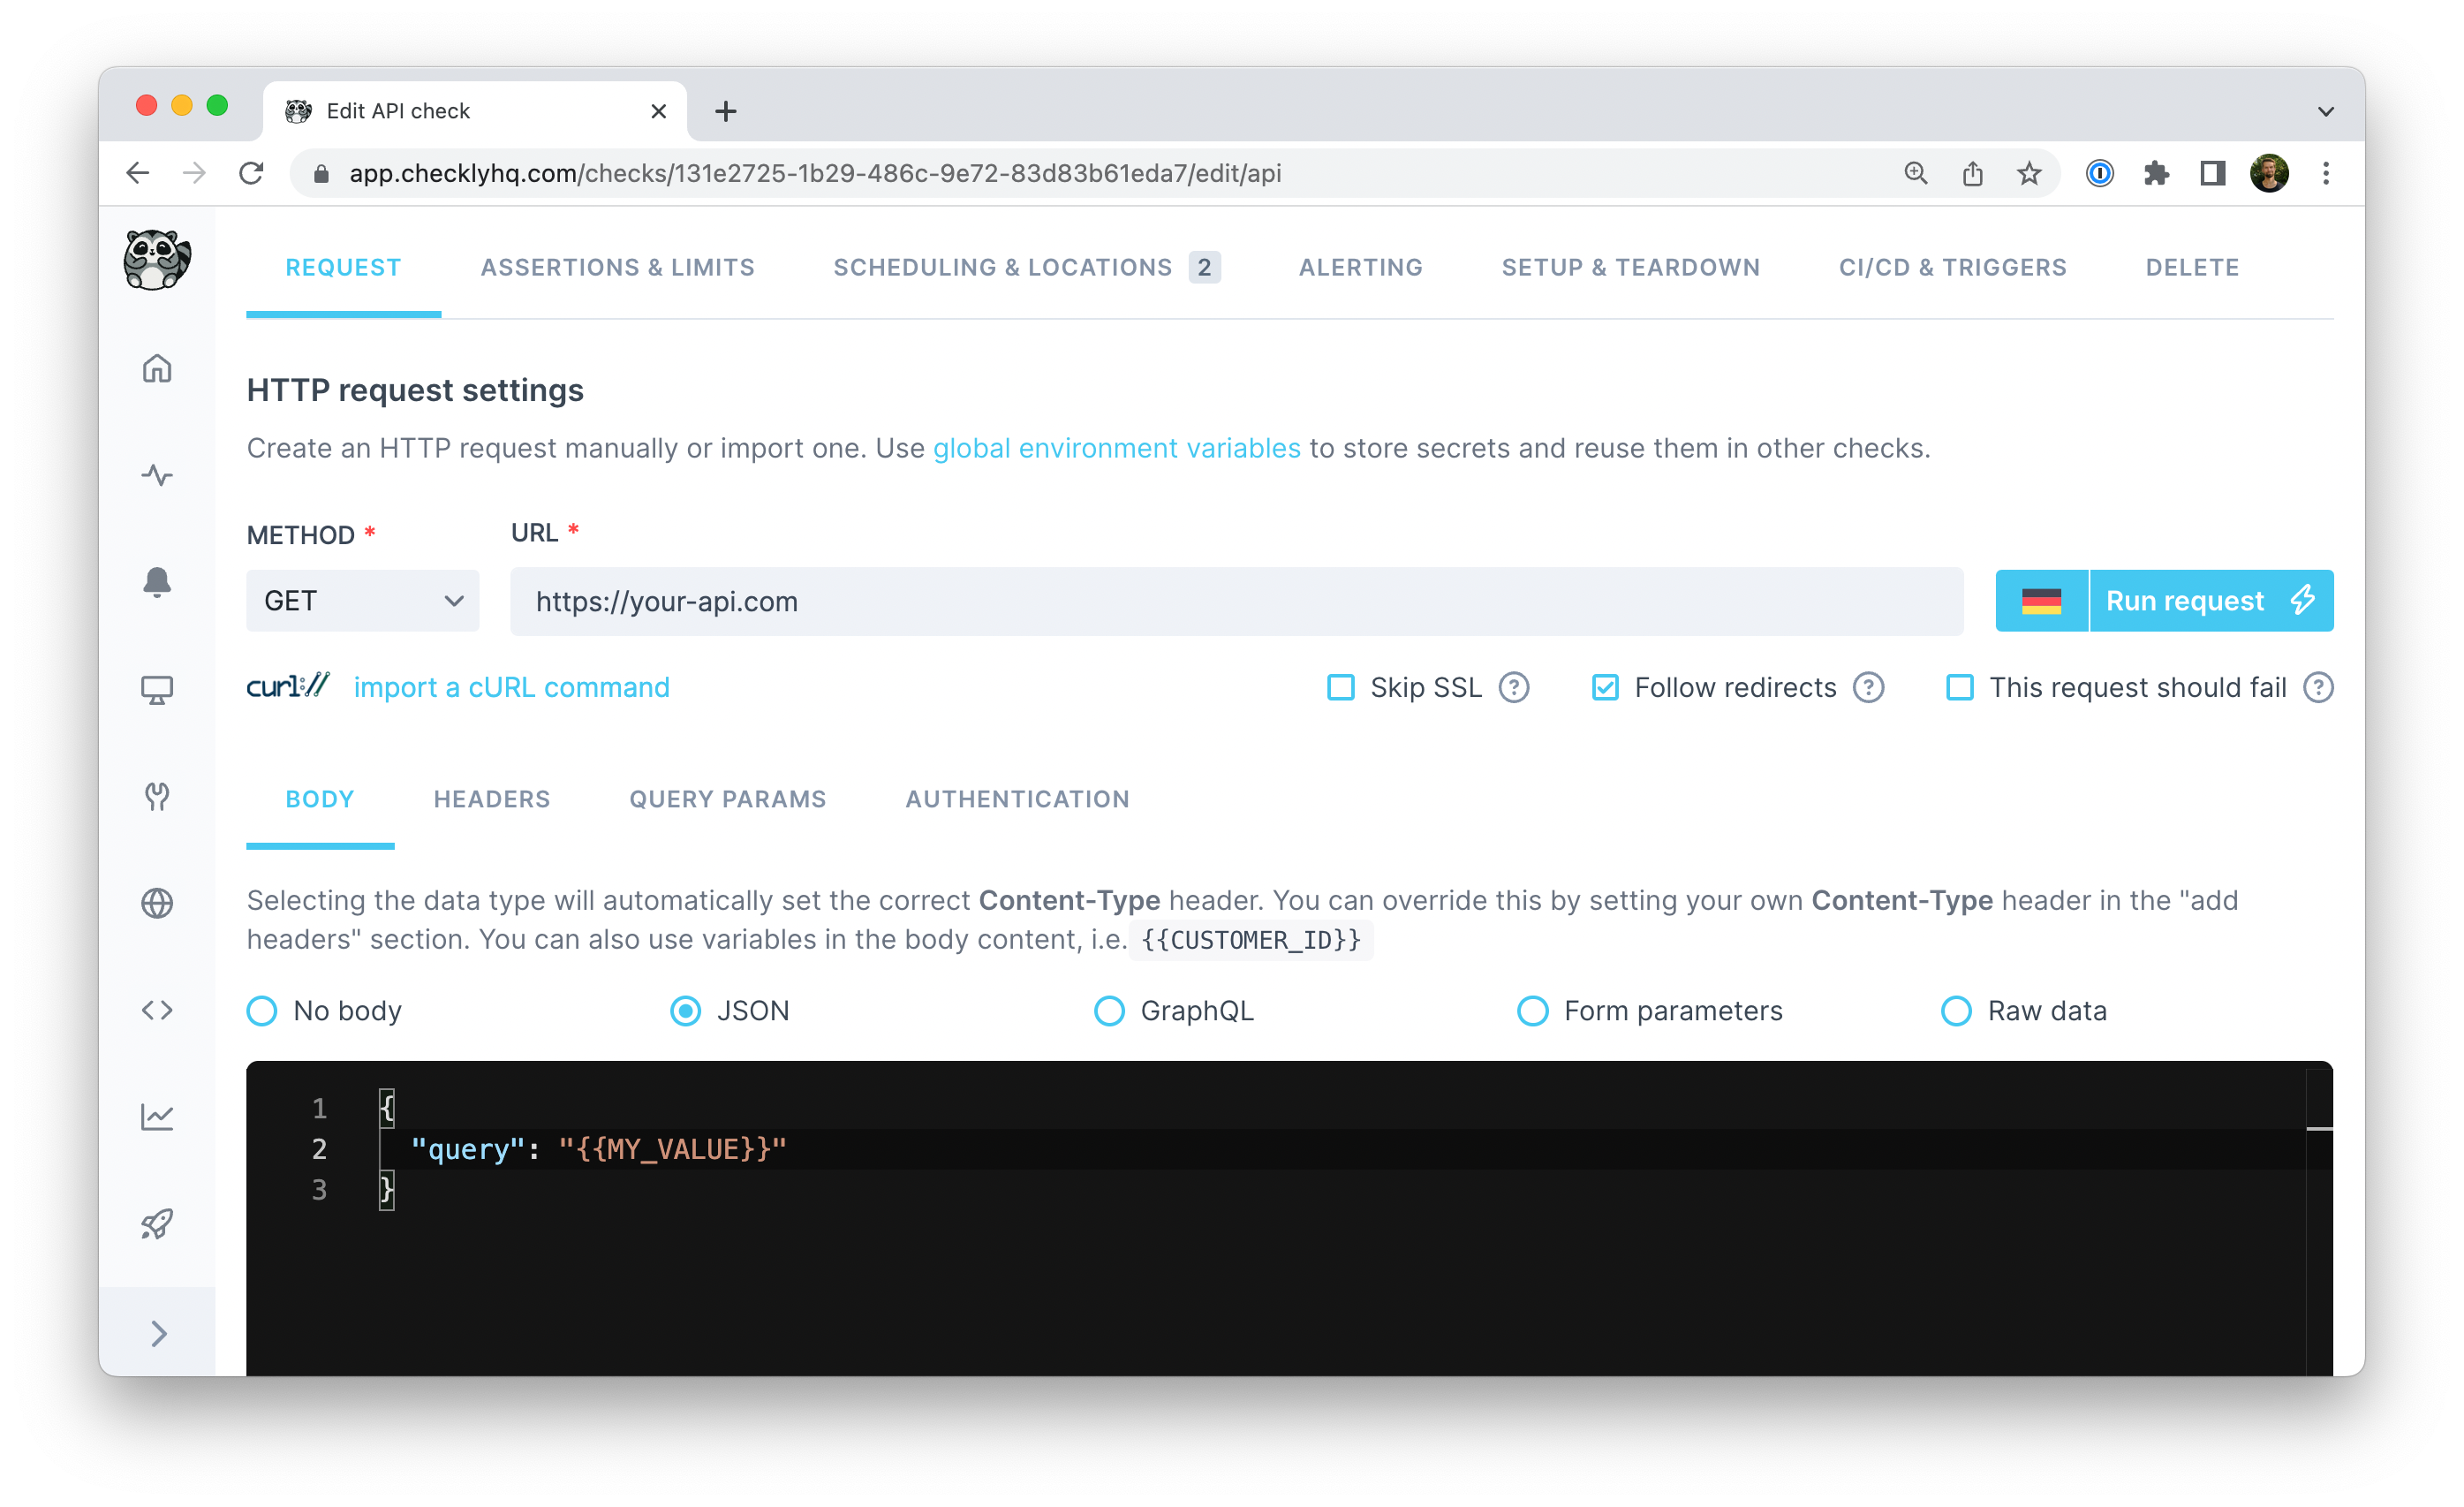 Edit API check
app.checklyhq.com/checks/131e2725-1b29-486c-9e72-83d83b61eda7/edit/api
REQUEST ASSERTIONS & LIMITS SCHEDULING & LOCATIONS 2 ALERTING SETUP & TEARDOWN CI/CD & TRIGGERS DELETE
HTTP request settings
Create an HTTP request manually or import one. Use global environment variables to store secrets and reuse them in other checks.
METHOD * URL *
GET https://your-api.com Run request
curl:// import a cURL command Skip SSL ? Follow redirects ? This request should fail ?
BODY HEADERS QUERY PARAMS AUTHENTICATION
Selecting the data type will automatically set the correct Content-Type header. You can override this by setting your own Content-Type header in the "add
headers" section. You can also use variables in the body content, i.e. {{CUSTOMER_ID}}
No body JSON GraphQL Form parameters Raw data
1 {
2 "query": "{{MY_VALUE}}"
3 }